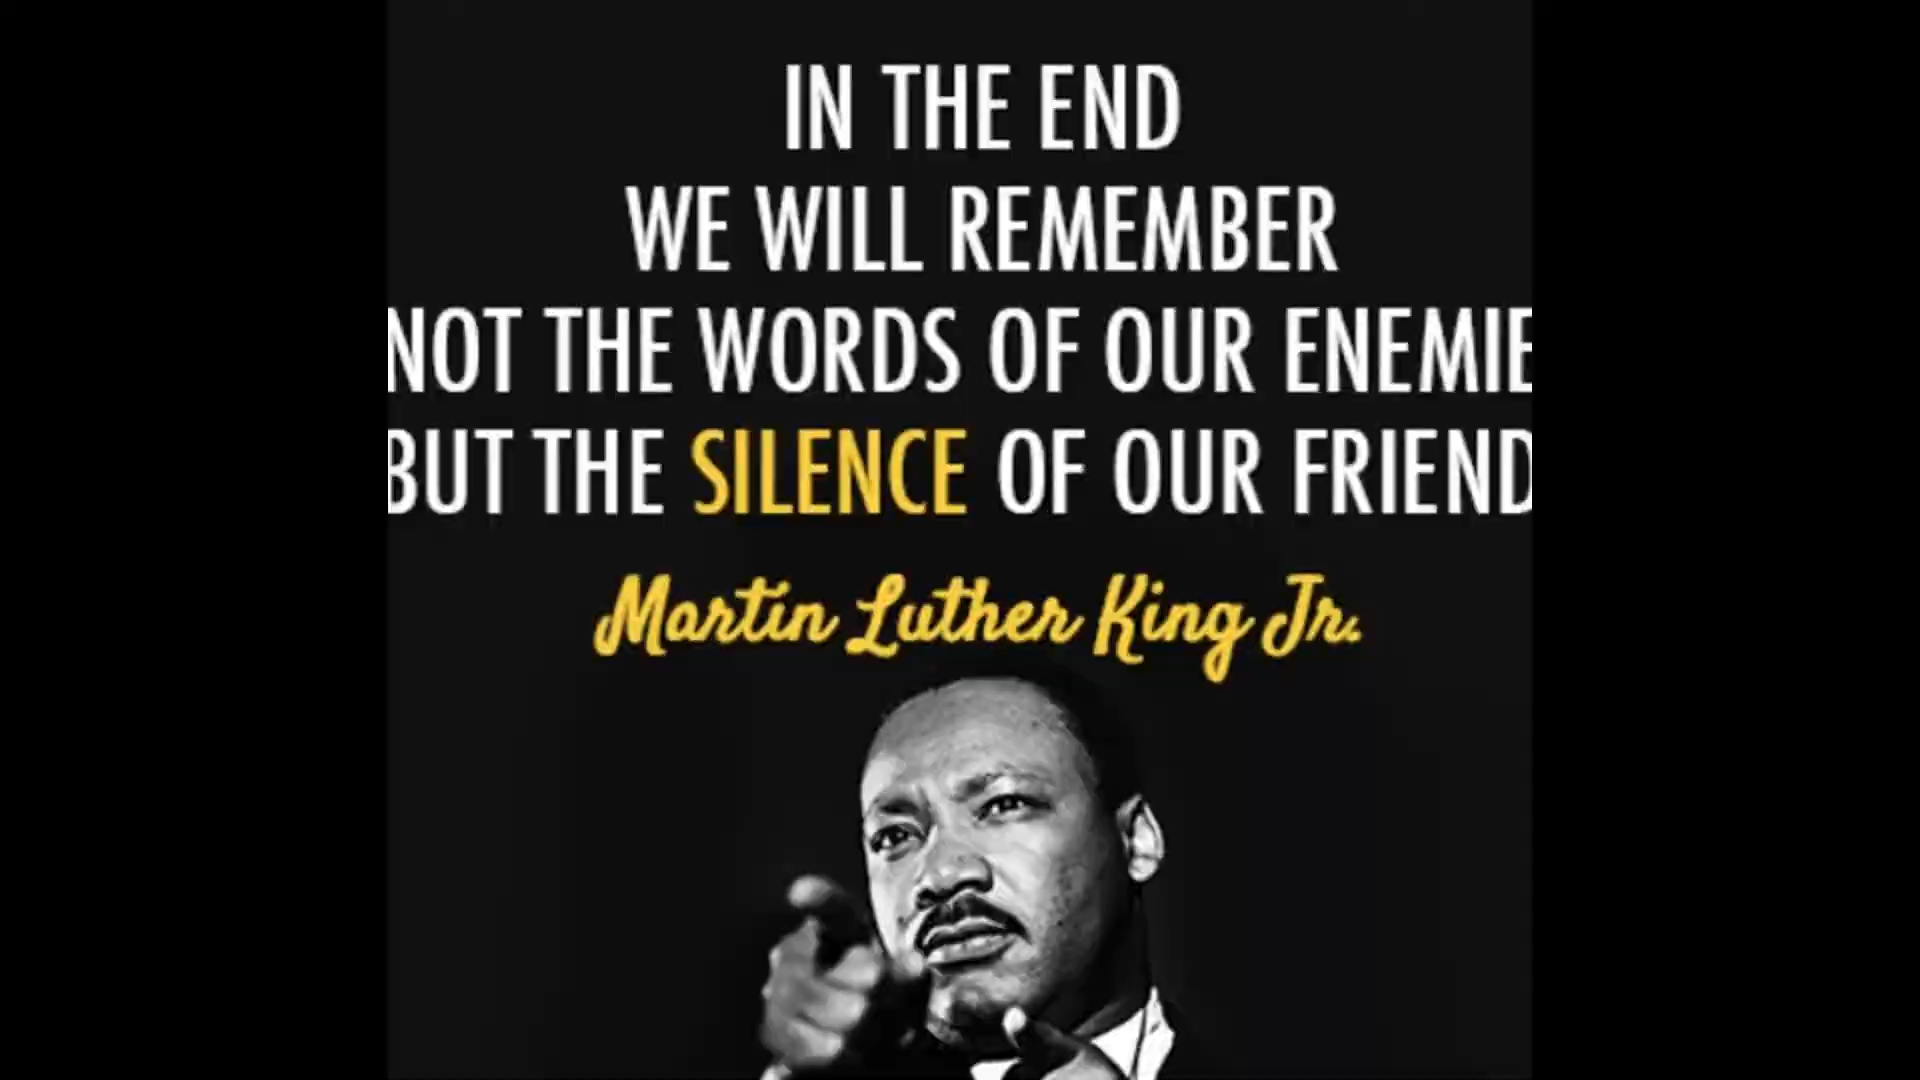 IN THE END
WE WILL REMEMBER
NOT THE WORDS OF OUR ENEMIE
BUT THE SILENCE OF OUR FRIEND
Martin Luther King Jr.